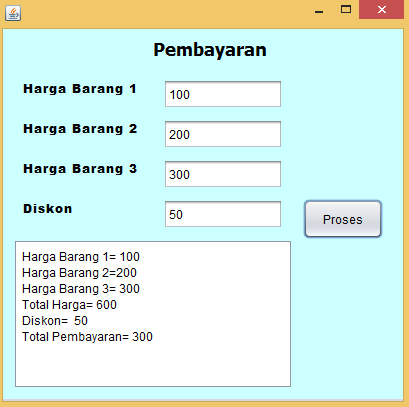 Pembayaran
Harga Barang 1 100
Harga Barang 2 200
Harga Barang 3 300
Diskon 50 Proses
Harga Barang 1= 100
Harga Barang 2=200
Harga Barang 3= 300
Total Harga= 600
Diskon=  50
Total Pembayaran= 300